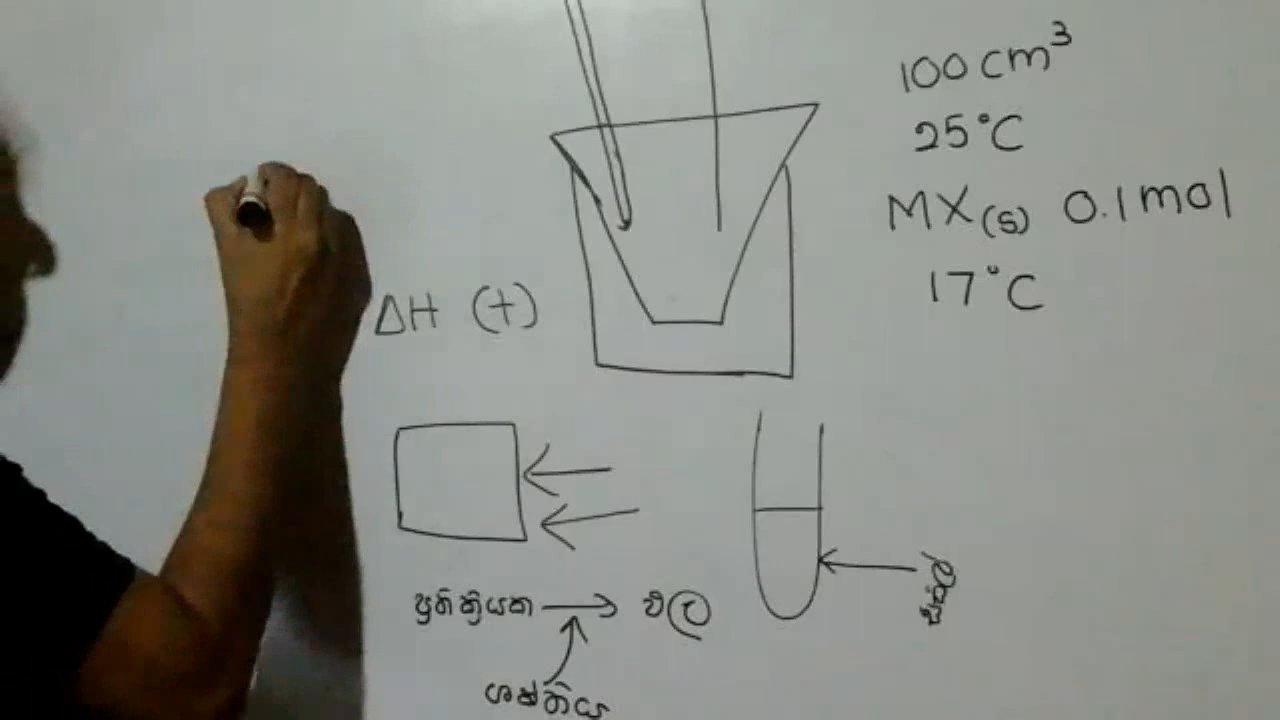 100 cm³
25°C
MX(s) 0.1 mol
17°C
ΔH (+)
ප්‍රතික්‍රියක → ඵල
ශක්තිය